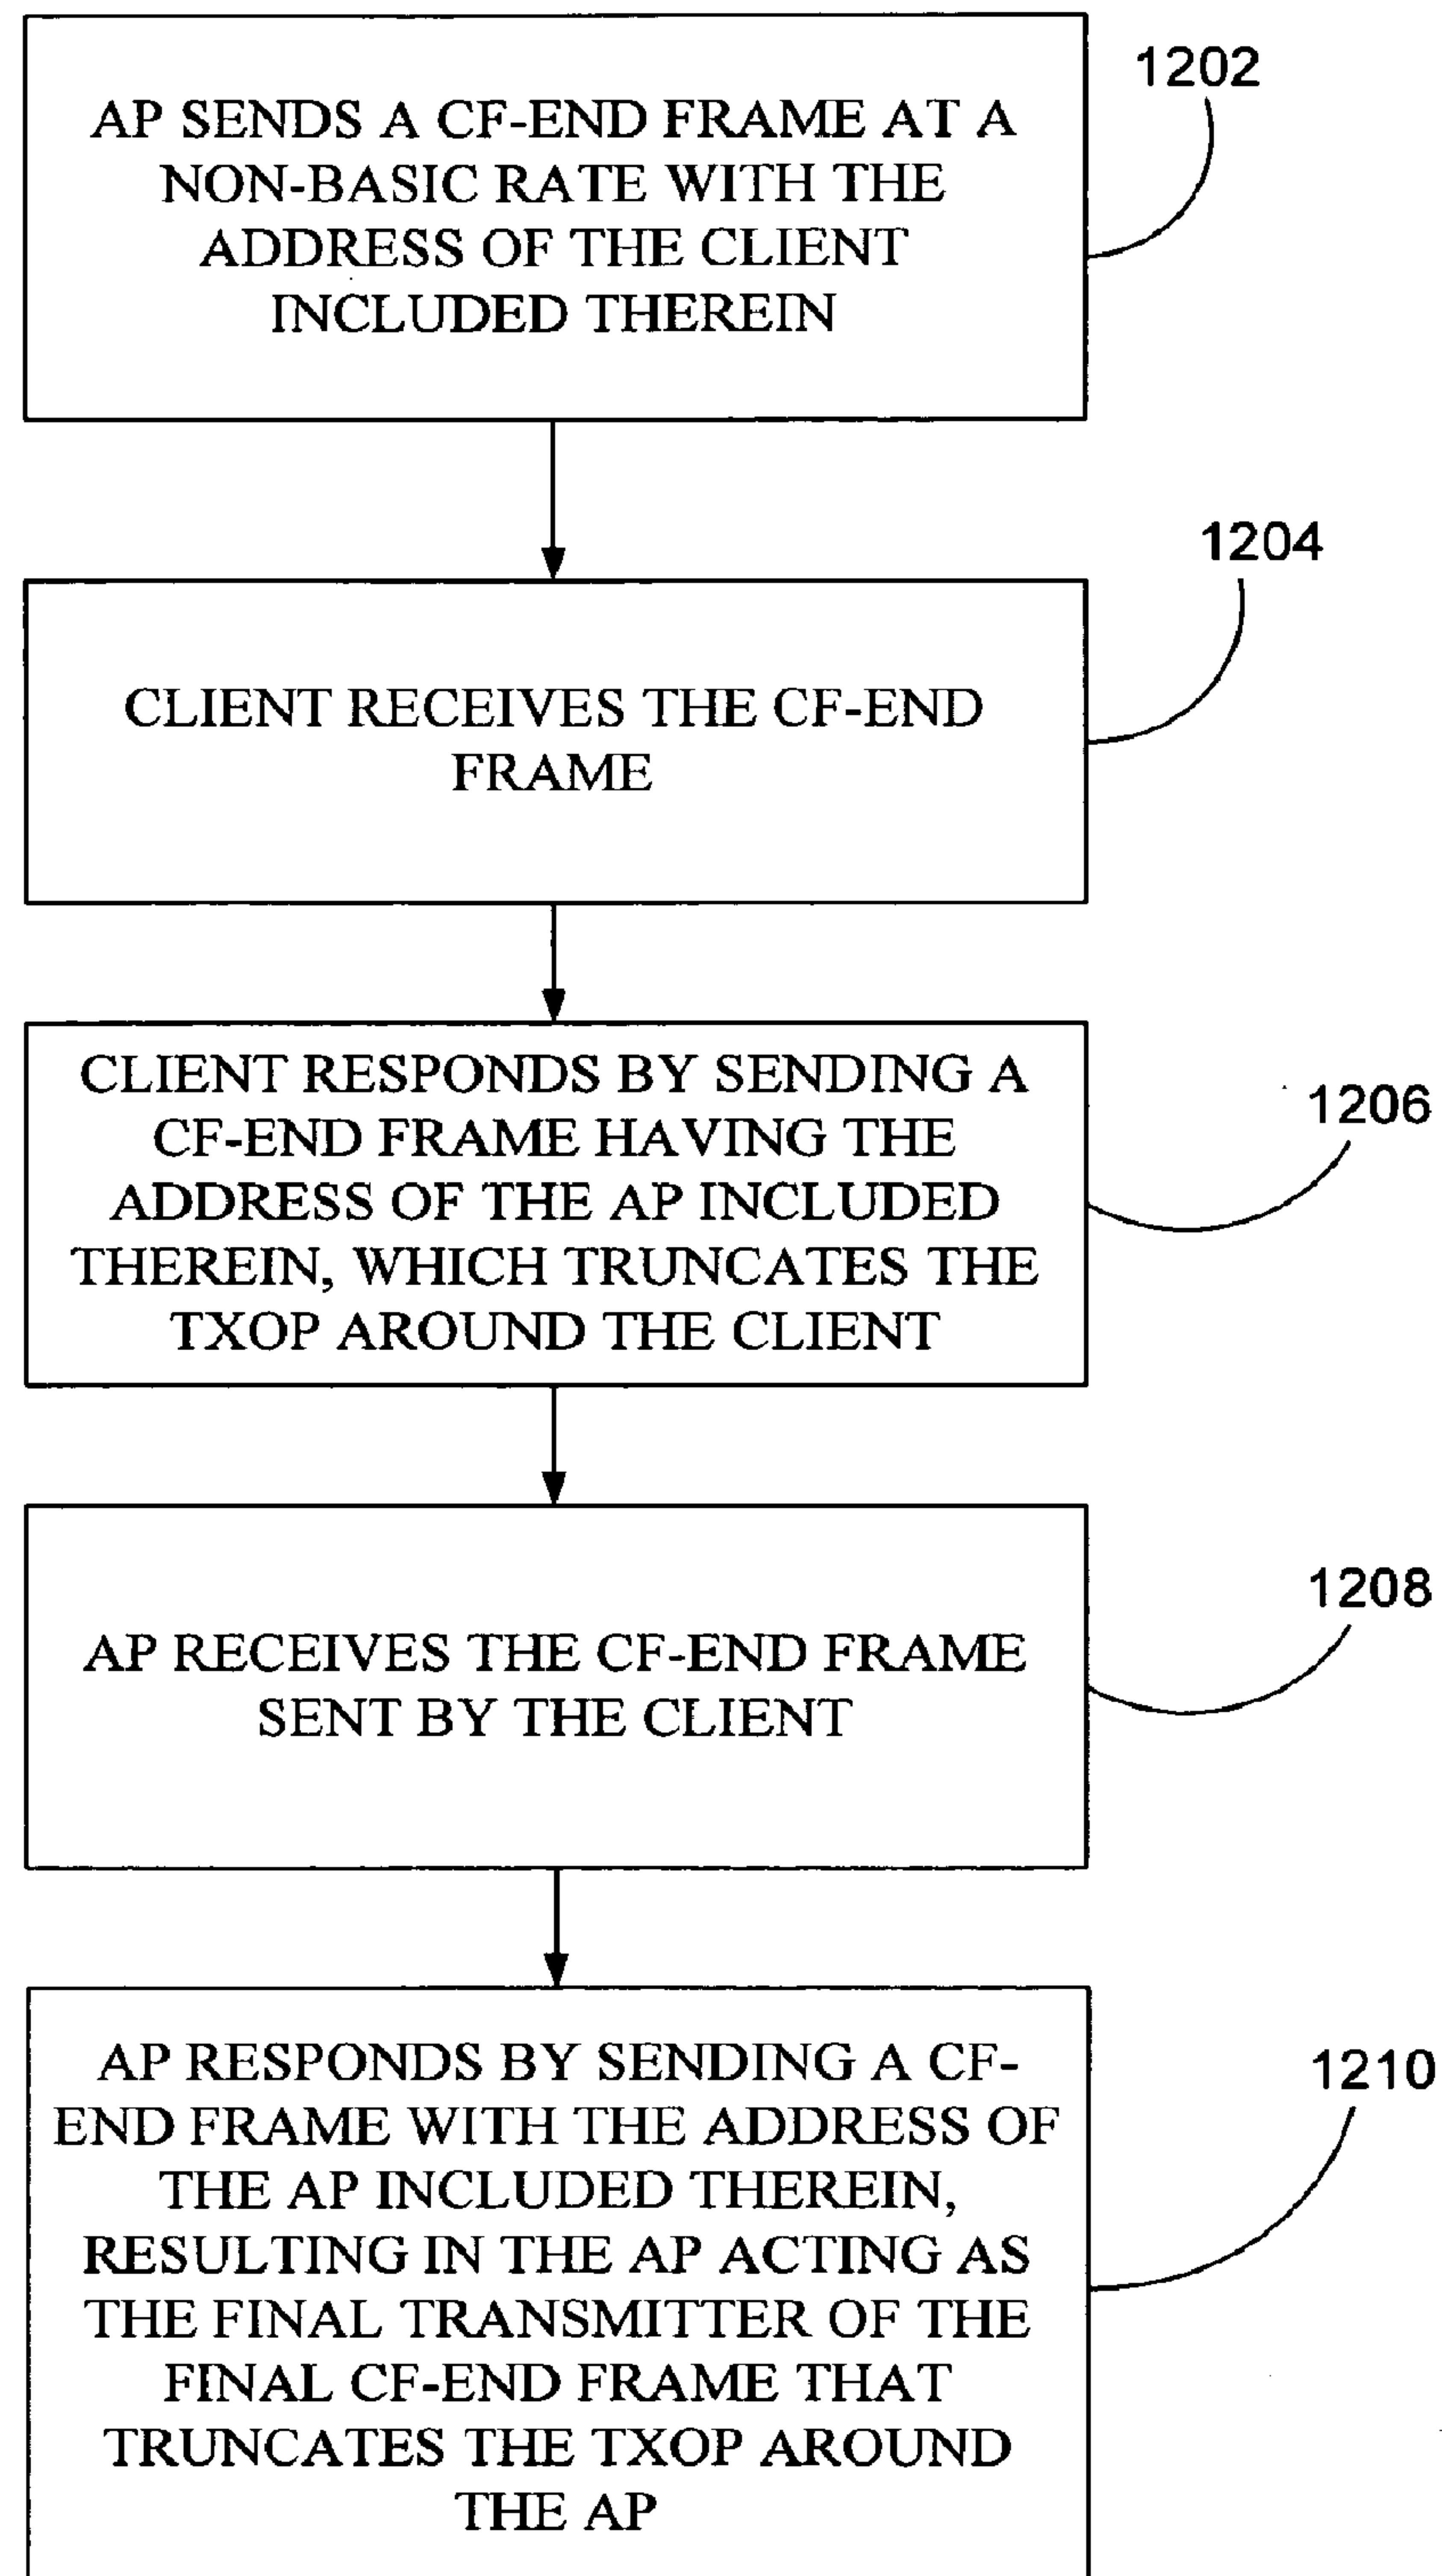 AP SENDS A CF-END FRAME AT A
NON-BASIC RATE WITH THE
ADDRESS OF THE CLIENT
INCLUDED THEREIN
1202
CLIENT RECEIVES THE CF-END
FRAME
1204
CLIENT RESPONDS BY SENDING A
CF-END FRAME HAVING THE
ADDRESS OF THE AP INCLUDED
THEREIN, WHICH TRUNCATES THE
TXOP AROUND THE CLIENT
1206
AP RECEIVES THE CF-END FRAME
SENT BY THE CLIENT
1208
AP RESPONDS BY SENDING A CF-
END FRAME WITH THE ADDRESS OF
THE AP INCLUDED THEREIN,
RESULTING IN THE AP ACTING AS
THE FINAL TRANSMITTER OF THE
FINAL CF-END FRAME THAT
TRUNCATES THE TXOP AROUND
THE AP
1210